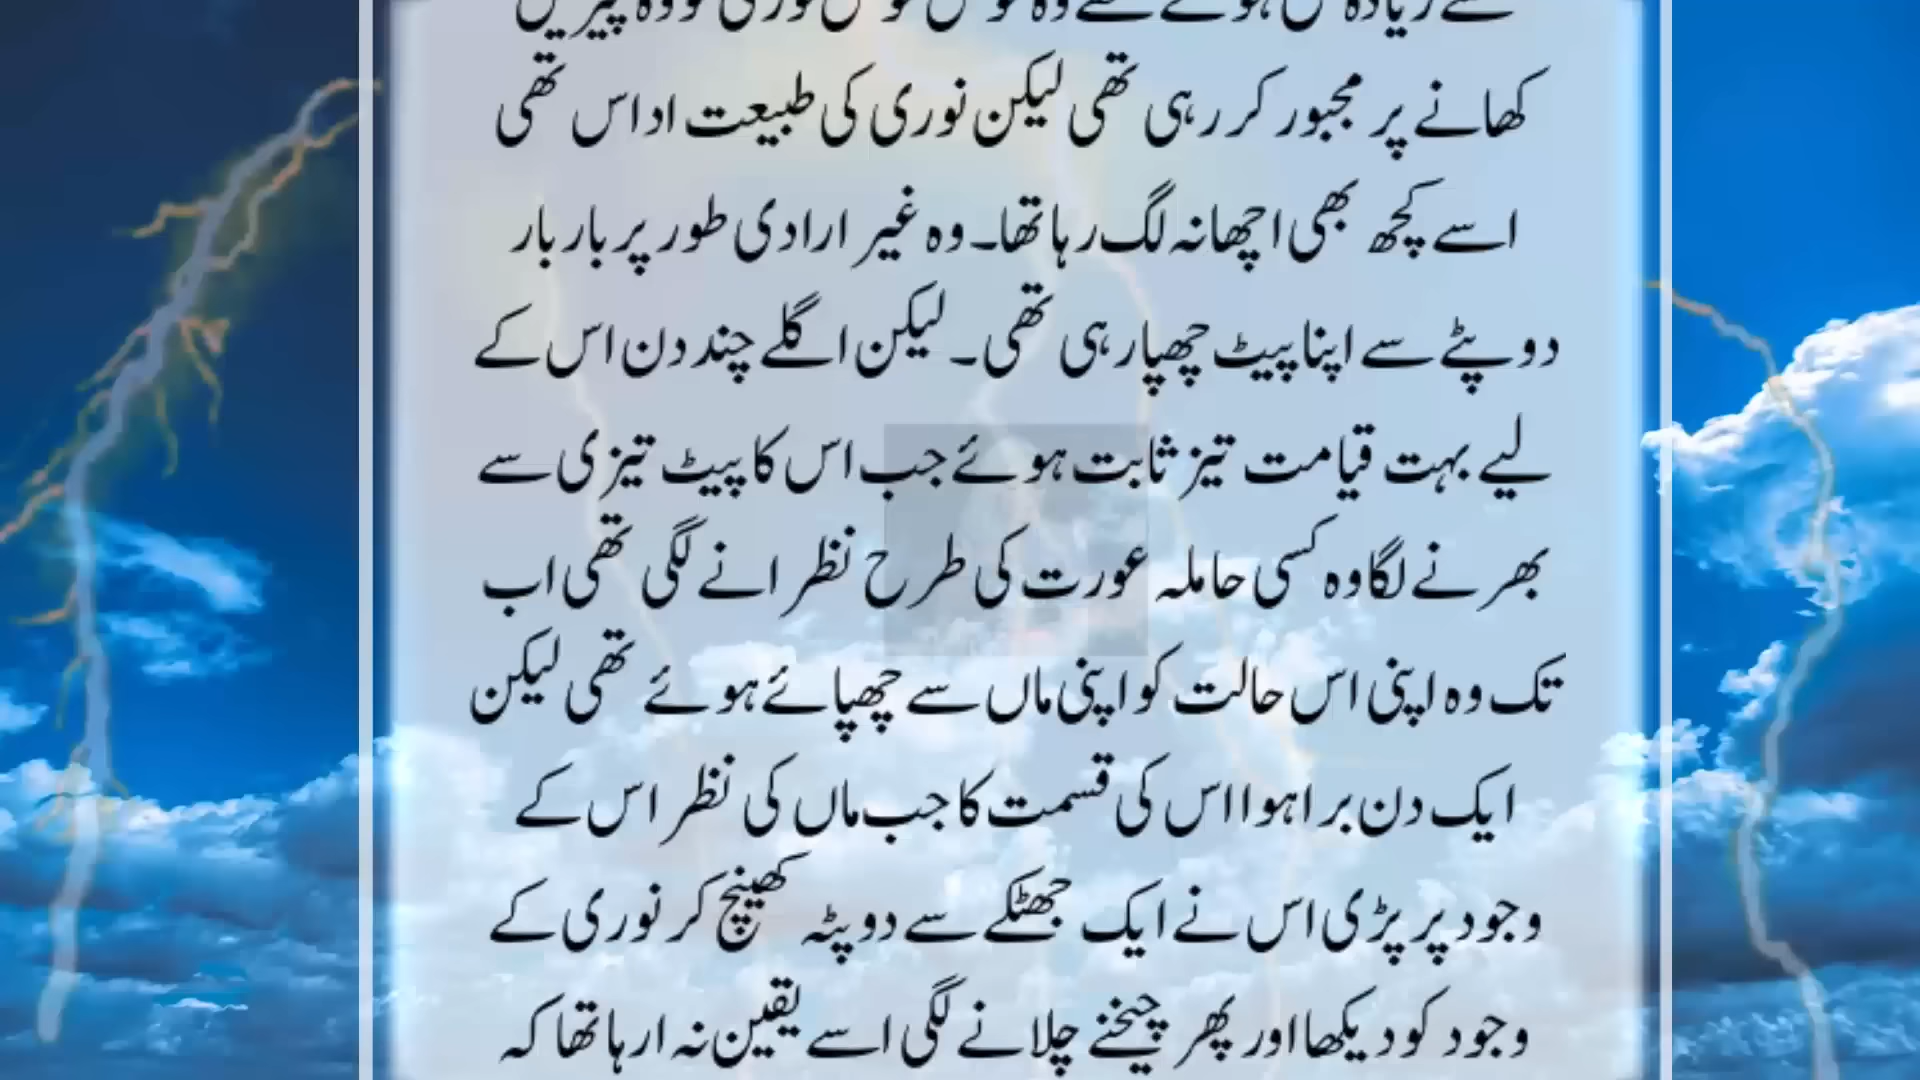 کھانے پر مجبور کر رہی تھی لیکن نوری کی طبیعت اداس تھی
اسے کچھ بھی اچھا نہ لگ رہا تھا۔ وہ غیر ارادی طور پر بار بار
دوپٹے سے اپنا پیٹ چھپا رہی تھی۔ لیکن اگلے چند دن اس کے
لیے بہت قیامت تیز ثابت ہوئے جب اس کا پیٹ تیزی سے
بھرنے لگا وہ کسی حاملہ عورت کی طرح نظر انے لگی تھی اب
تک وہ اپنی اس حالت کو اپنی ماں سے چھپائے ہوئے تھی لیکن
ایک دن برا ہوا اس کی قسمت کا جب ماں کی نظر اس کے
وجود پر پڑی اس نے ایک جھٹکے سے دوپٹہ کھینچ کر نوری کے
وجود کو دیکھا اور پھر چیخنے چلانے لگی اسے یقین نہ ارہا تھا کہ